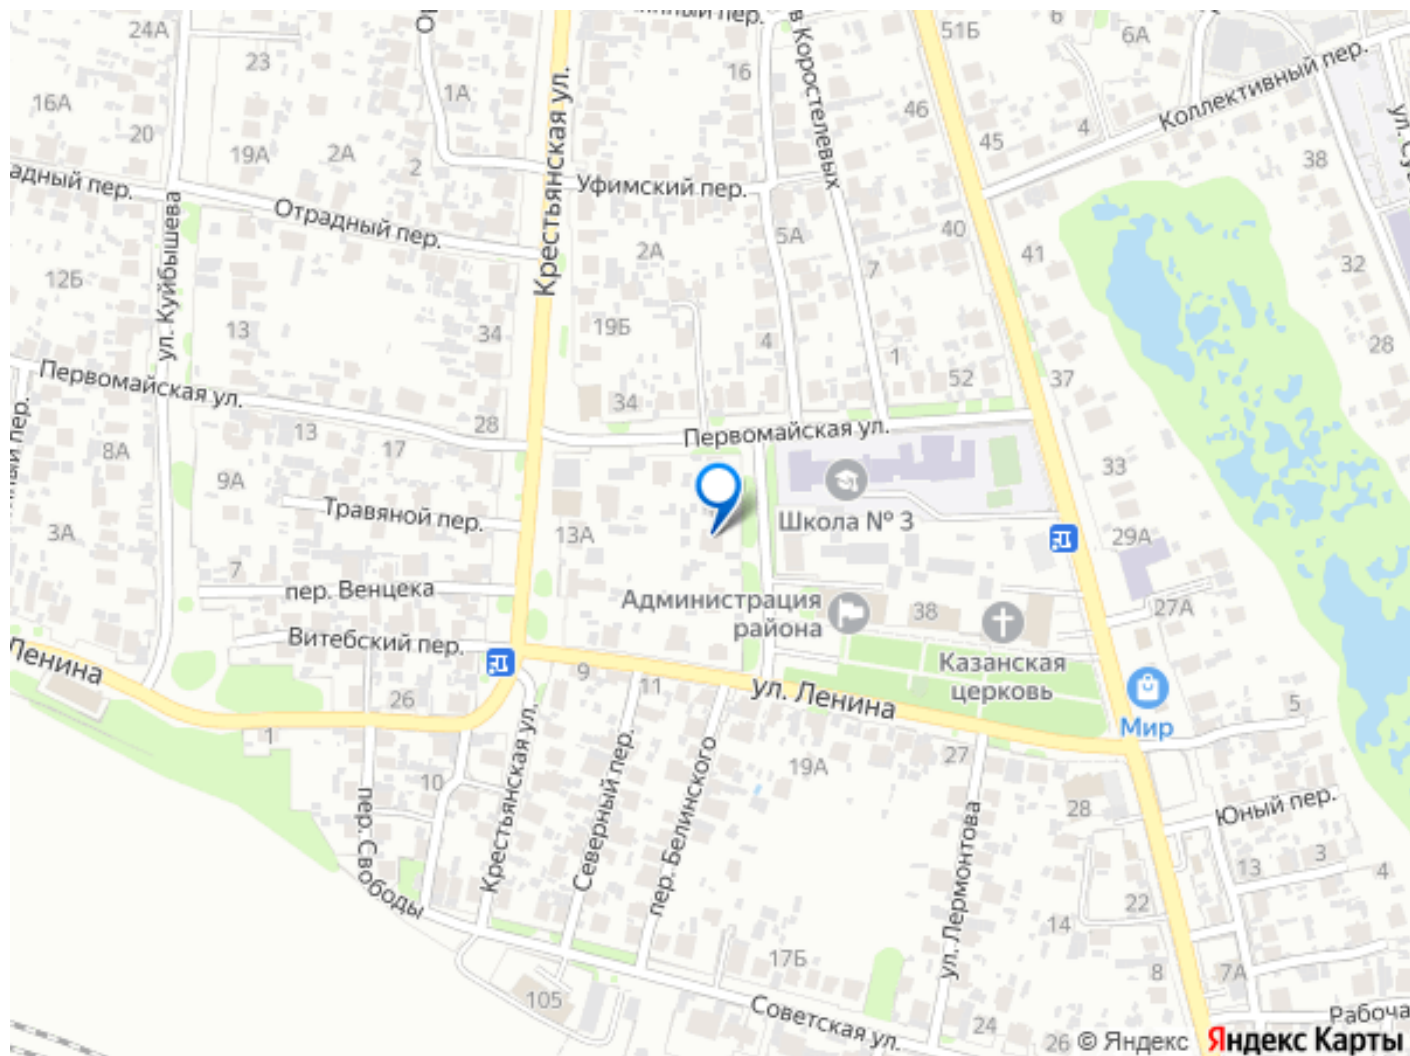 24А
23
16А
20
19А
2А
2
1А
Крестьянская ул.
нный пер.
16
в Коростелевых
51Б
6
6А
46
45
4
Коллективный пер.
38
адный пер.
ул. Куйбышева
Отрадный пер.
Уфимский пер.
2А
5А
7
40
41
32
12Б
13
34
19Б
4
1
52
37
28
Первомайская ул.
34
28
13
17
Первомайская ул.
8А
9А
33
Травяной пер.
13А
Школа № 3
29А
3А
7
пер. Венцека
Администрация
района
38
27А
Витебский пер.
Казанская
церковь
Ленина
26
9
11
ул. Ленина
Мир
5
1
10
19А
27
28
Юный пер.
пер. Свободы
Крестьянская ул.
Северный пер.
пер. Белинского
ул. Лермонтова
13
3
4
22
14
17Б
8
7А
105
Советская ул.
24
26
Рабоча
© Яндекс Яндекс Карты